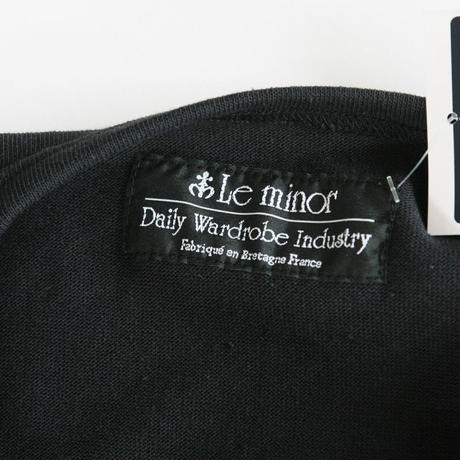 Le minor
Daily Wardrobe Industry
Fabriqué en Bretagne France